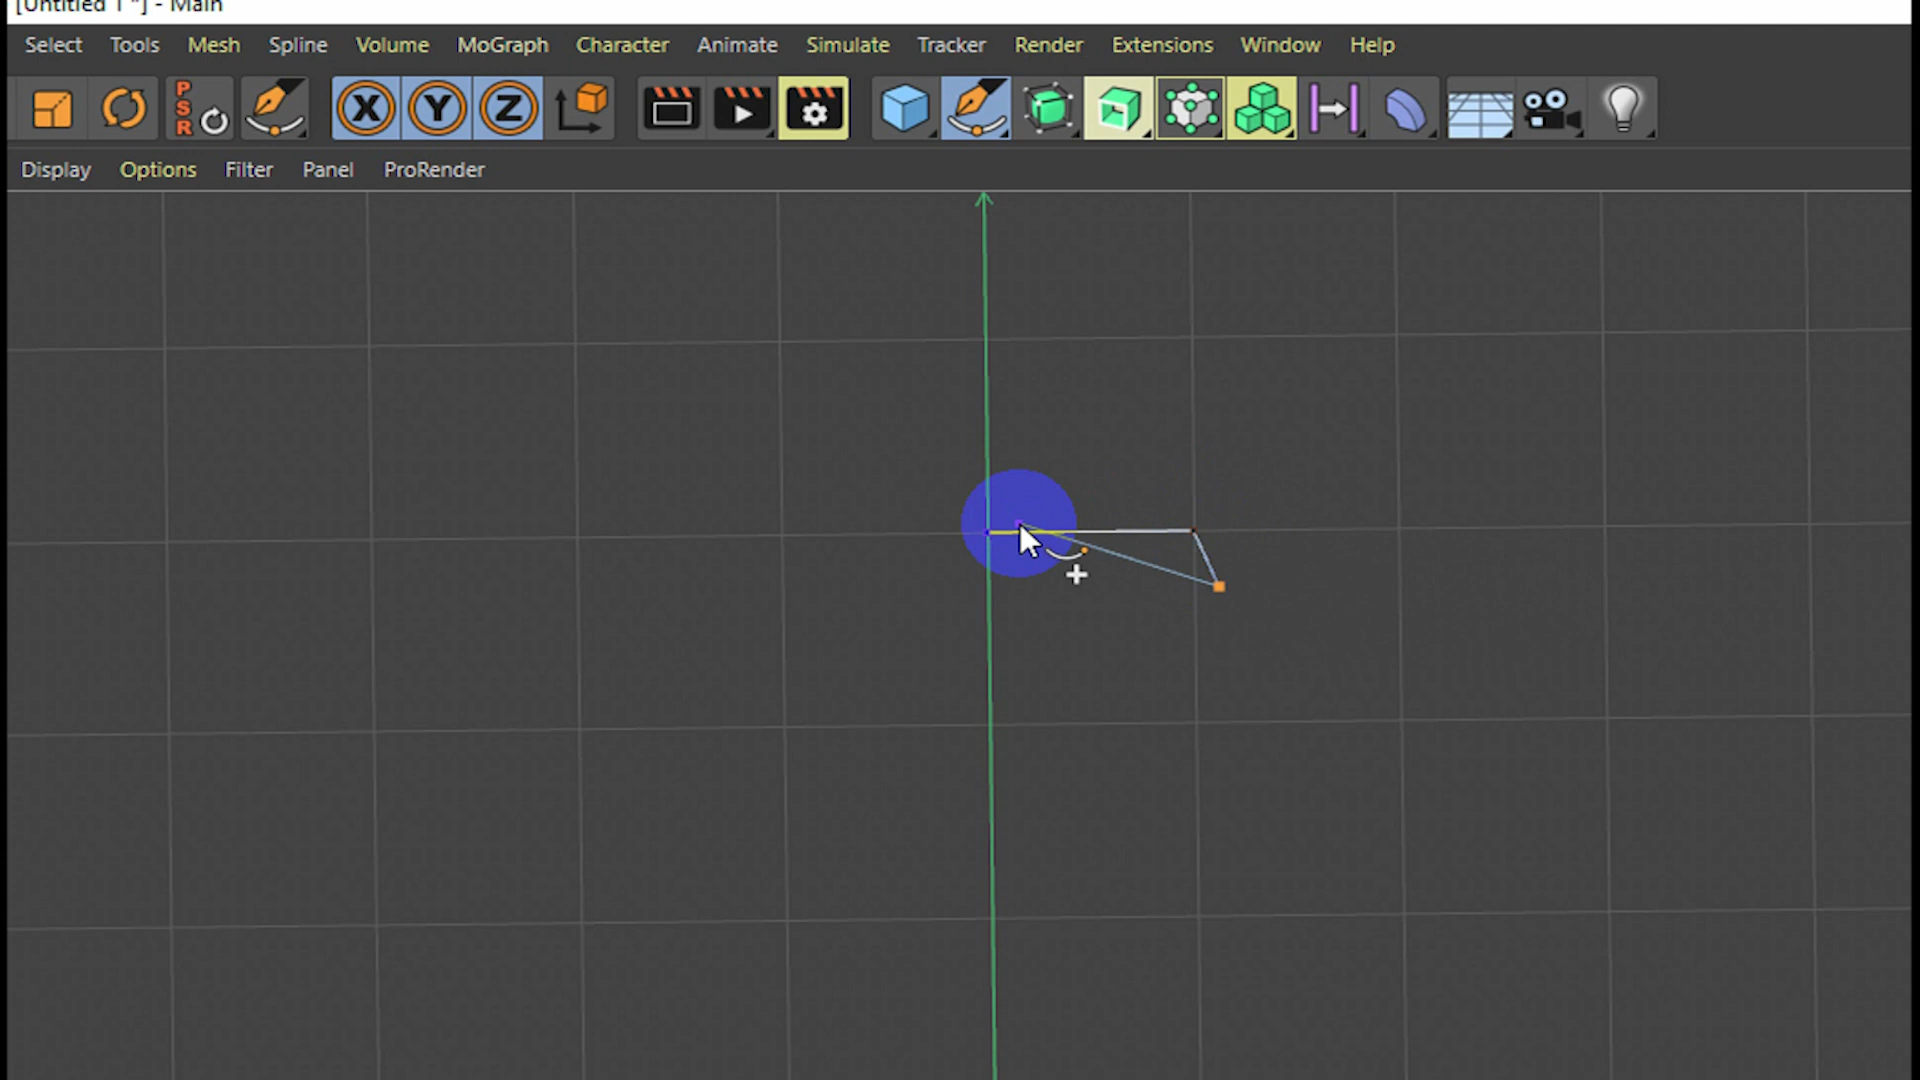 [Untitled 1 *] - Main
Select Tools Mesh Spline Volume MoGraph Character Animate Simulate Tracker Render Extensions Window Help
P
S
R
X Y Z
Display Options Filter Panel ProRender